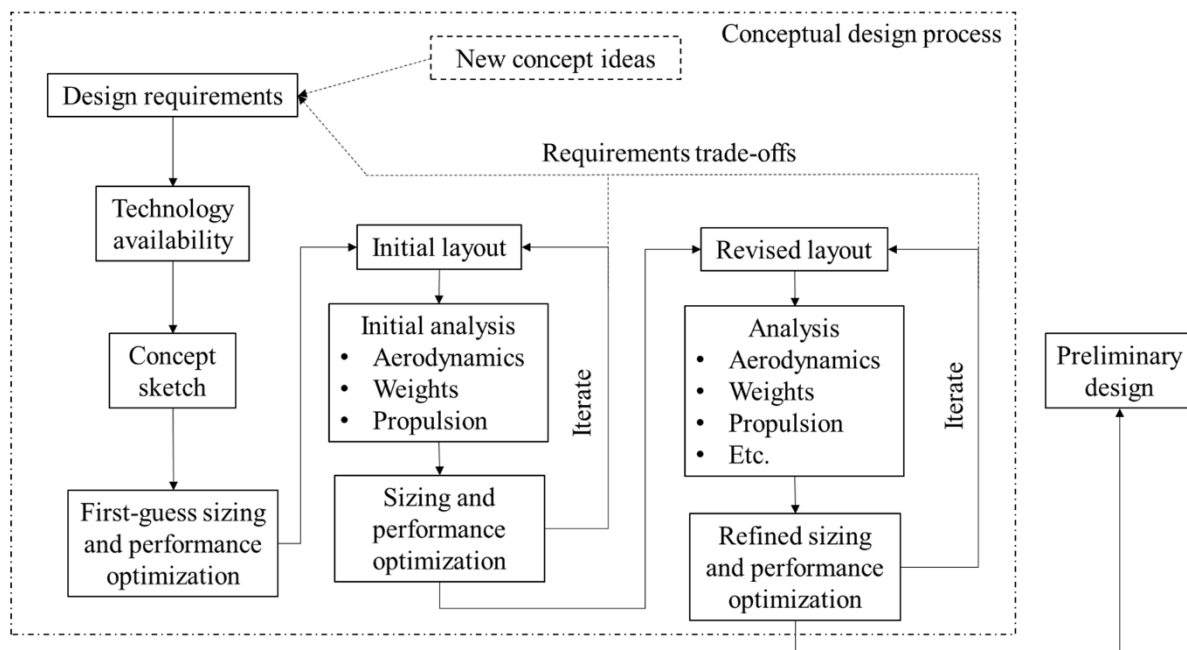 Conceptual design process
New concept ideas
Design requirements
Requirements trade-offs
Technology
availability
Concept
sketch
First-guess sizing
and performance
optimization
Initial layout
Initial analysis
• Aerodynamics
• Weights
• Propulsion
Iterate
Sizing and
performance
optimization
Revised layout
Analysis
• Aerodynamics
• Weights
• Propulsion
• Etc.
Iterate
Refined sizing
and performance
optimization
Preliminary
design